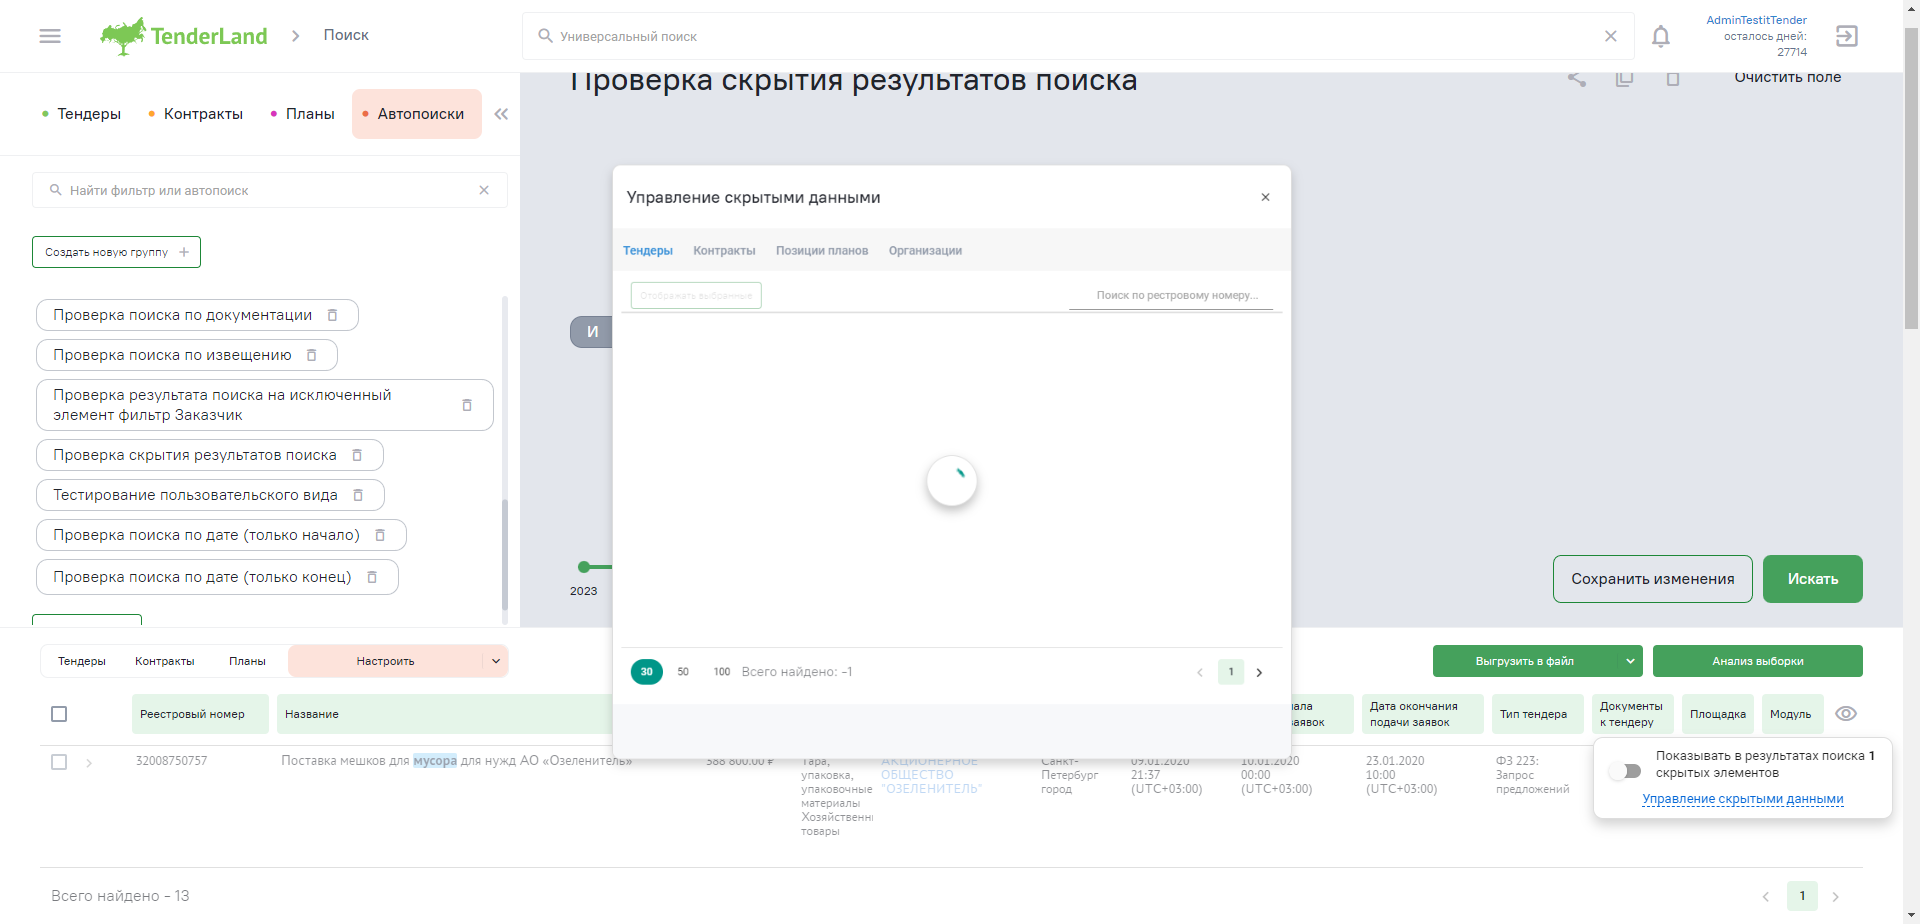 TenderLand
Поиск
Универсальный поиск
AdminTestitTender
осталось дней:
27714
Тендеры
Контракты
Планы
Автопоиски
Проверка скрытия результатов поиска
Очистить поле
Найти фильтр или автопоиск
Создать новую группу
Проверка поиска по документации
Проверка поиска по извещению
Проверка результата поиска на исключенный
элемент фильтр Заказчик
Проверка скрытия результатов поиска
Тестирование пользовательского вида
Проверка поиска по дате (только начало)
Проверка поиска по дате (только конец)
Управление скрытыми данными
Тендеры
Контракты
Позиции планов
Организации
Отображать выбранные
Поиск по рестровому номеру...
И
2023
30
50
100
Всего найдено: -1
1
Сохранить изменения
Искать
Тендеры
Контракты
Планы
Настроить
Выгрузить в файл
Анализ выборки
Реестровый номер
Название
чала
заявок
Дата окончания
подачи заявок
Тип тендера
Документы
к тендеру
Площадка
Модуль
32008750757
Поставка мешков для мусора для нужд АО «Озеленитель»
388 800.00 ₽
Тара,
упаковка,
упаковочные
материалы
Хозяйственн
товары
АКЦИОНЕРНОЕ
ОБЩЕСТВО
"ОЗЕЛЕНИТЕЛЬ"
Санкт-
Петербург
город
09.01.2020
21:37
(UTC+03:00)
10.01.2020
00:00
(UTC+03:00)
23.01.2020
10:00
(UTC+03:00)
ФЗ 223:
Запрос
предложений
Показывать в результатах поиска 1
скрытых элементов
Управление скрытыми данными
Всего найдено - 13
1